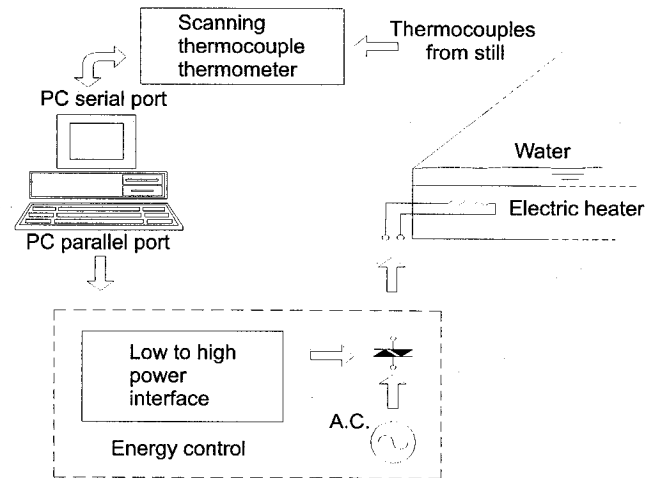 Scanning
thermocouple
thermometer
Thermocouples
from still
PC serial port
Water
Electric heater
PC parallel port
Low to high
power
interface
A.C.
Energy control